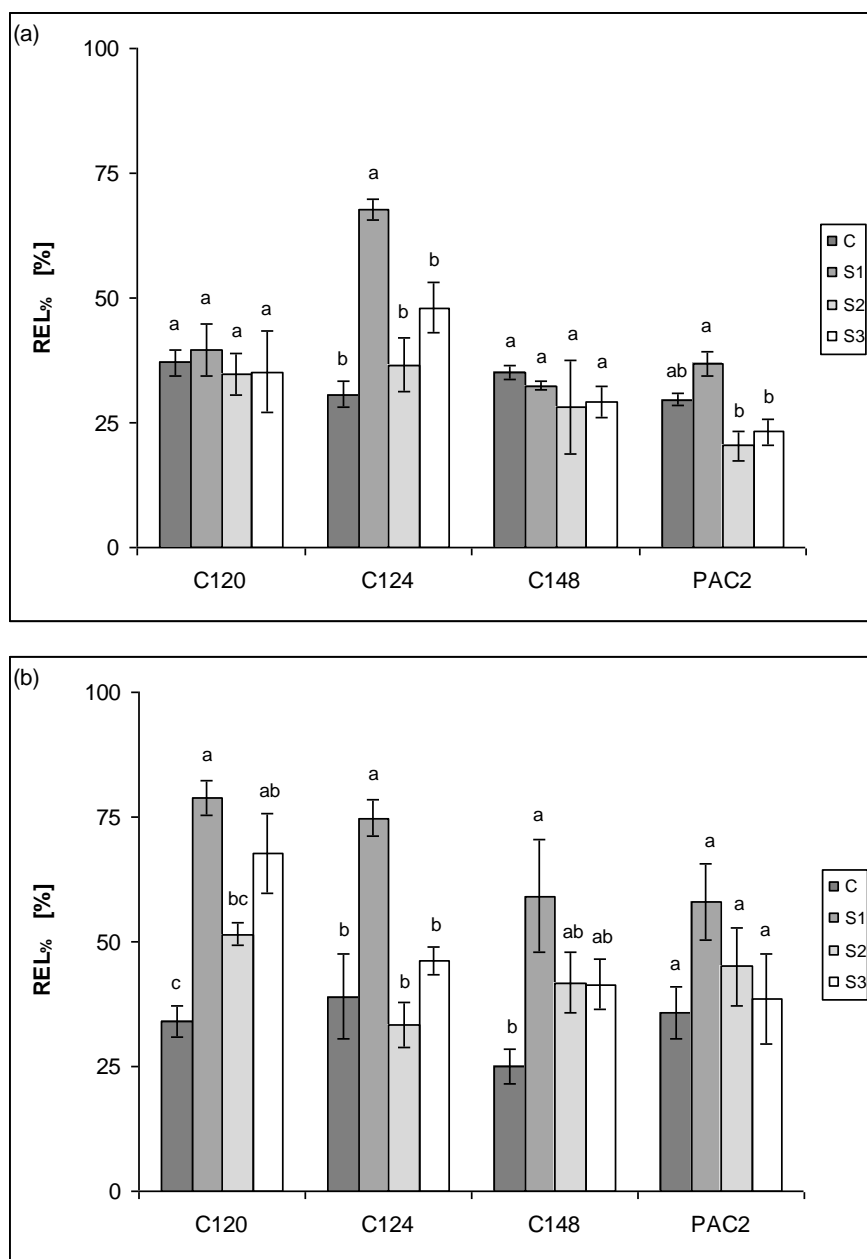 (a)
100
75
50
25
0
REL% [%]
a a a a
b a b b
a a a a
ab a b b
C120 C124 C148 PAC2
C
S1
S2
S3
(b)
100
75
50
25
0
REL% [%]
c a bc ab
b a b b
b a ab ab
a a a a
C120 C124 C148 PAC2
C
S1
S2
S3